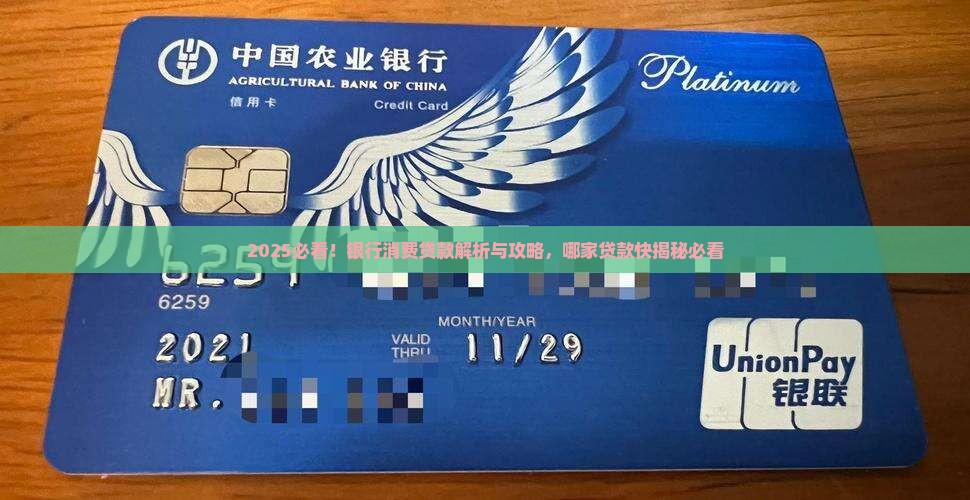 中国农业银行
AGRICULTURAL BANK OF CHINA
信用卡
Credit Card
Platinum
2025必看！银行消费贷款解析与攻略，哪家贷款快揭秘必看
6259
6259
MONTH/YEAR
2021
VALID THRU
11/29
MR.
UnionPay
银联